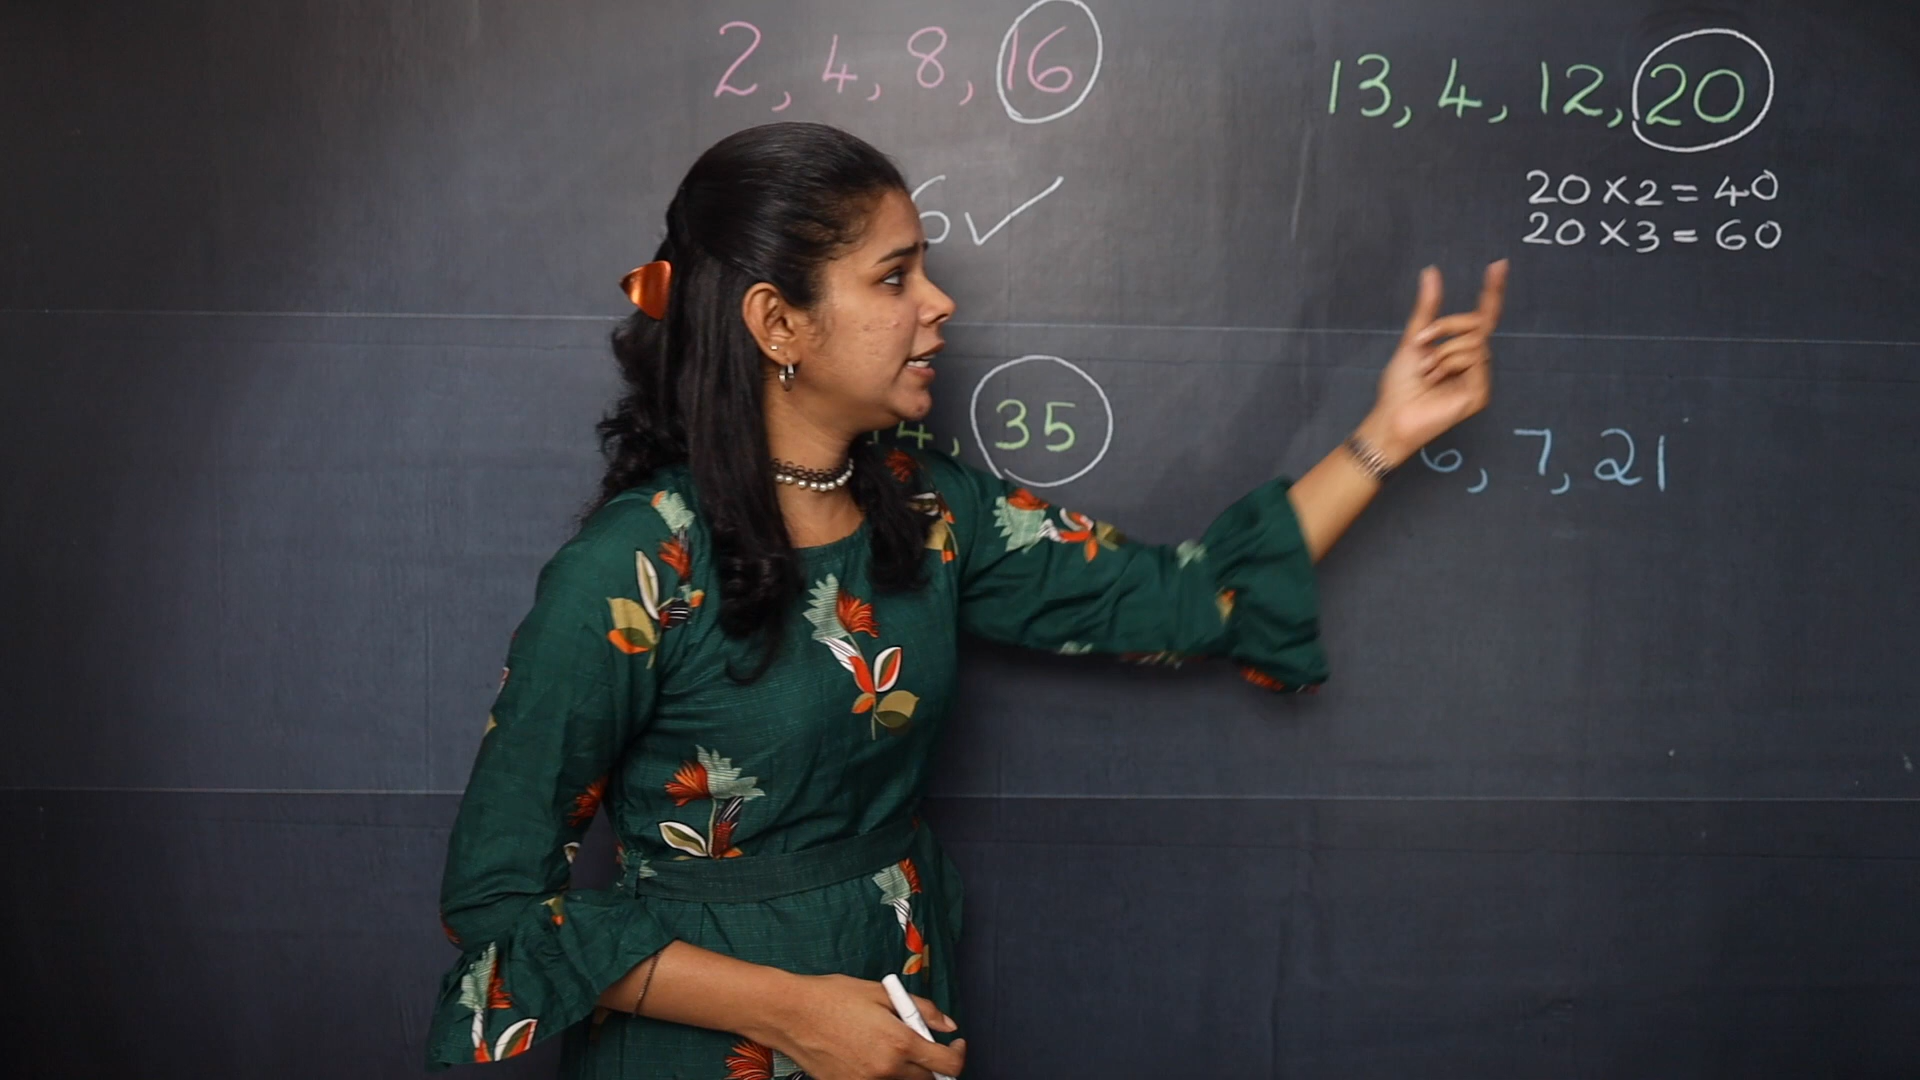 2, 4, 8, 16
13, 4, 12, 20
6 ✓
20 × 2 = 40
20 × 3 = 60
14, 35
6, 7, 21